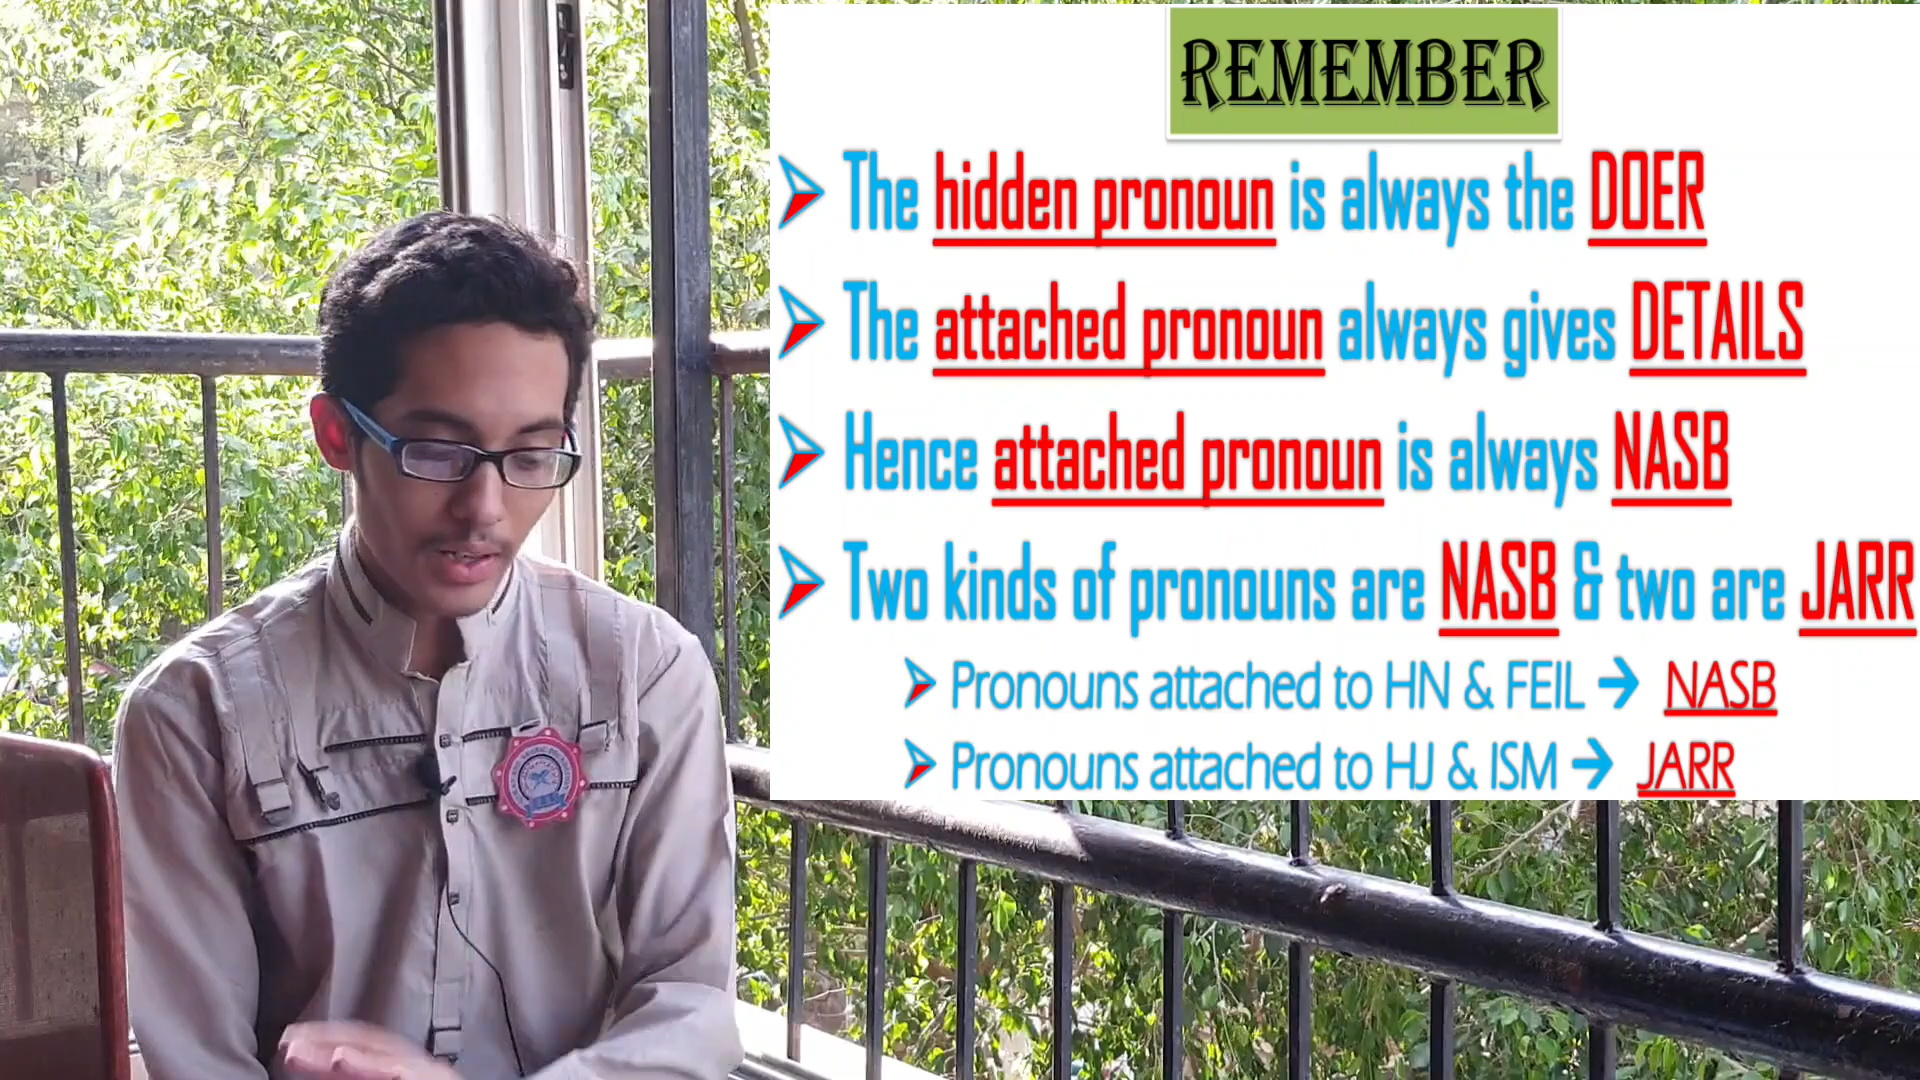 REMEMBER
The hidden pronoun is always the DOER
The attached pronoun always gives DETAILS
Hence attached pronoun is always NASB
Two kinds of pronouns are NASB & two are JARR
Pronouns attached to HN & FEIL → NASB
Pronouns attached to HJ & ISM → JARR